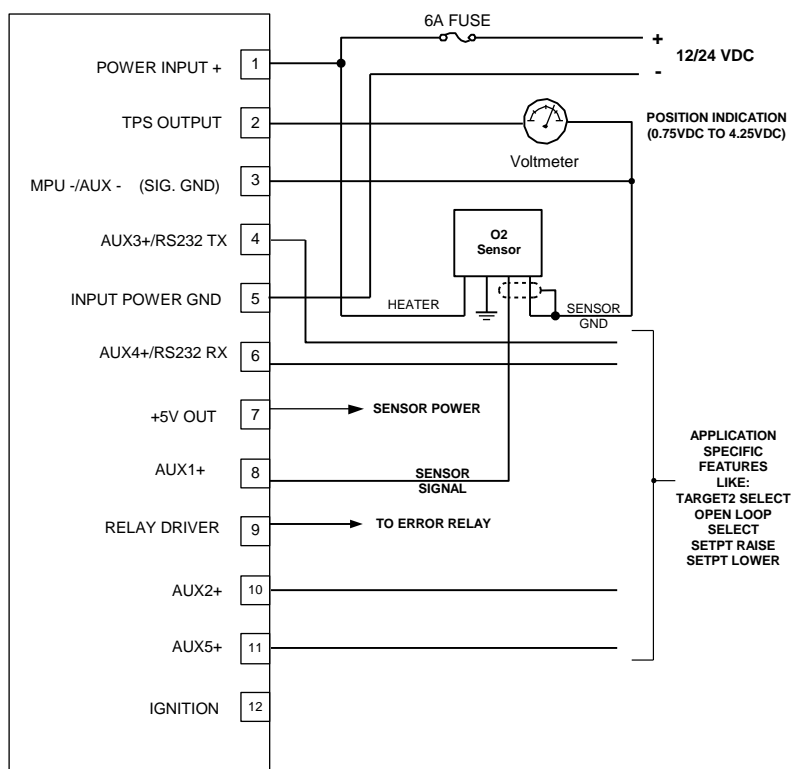 6A FUSE
+
12/24 VDC
-
POWER INPUT +
1
TPS OUTPUT
2
Voltmeter
POSITION INDICATION
(0.75VDC TO 4.25VDC)
MPU -/AUX - (SIG. GND)
3
AUX3+/RS232 TX
4
O2
Sensor
INPUT POWER GND
5
HEATER
SENSOR
GND
AUX4+/RS232 RX
6
+5V OUT
7
SENSOR POWER
AUX1+
8
SENSOR
SIGNAL
RELAY DRIVER
9
TO ERROR RELAY
AUX2+
10
AUX5+
11
IGNITION
12
APPLICATION
SPECIFIC
FEATURES
LIKE:
TARGET2 SELECT
OPEN LOOP
SELECT
SETPT RAISE
SETPT LOWER